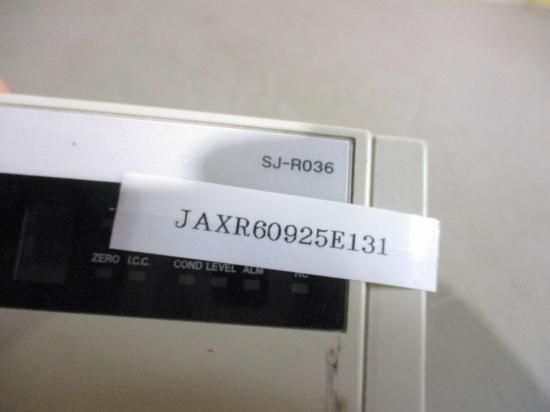 SJ-R036
JAXR60925E131
ZERO I.C.C. COND LEVEL ALM